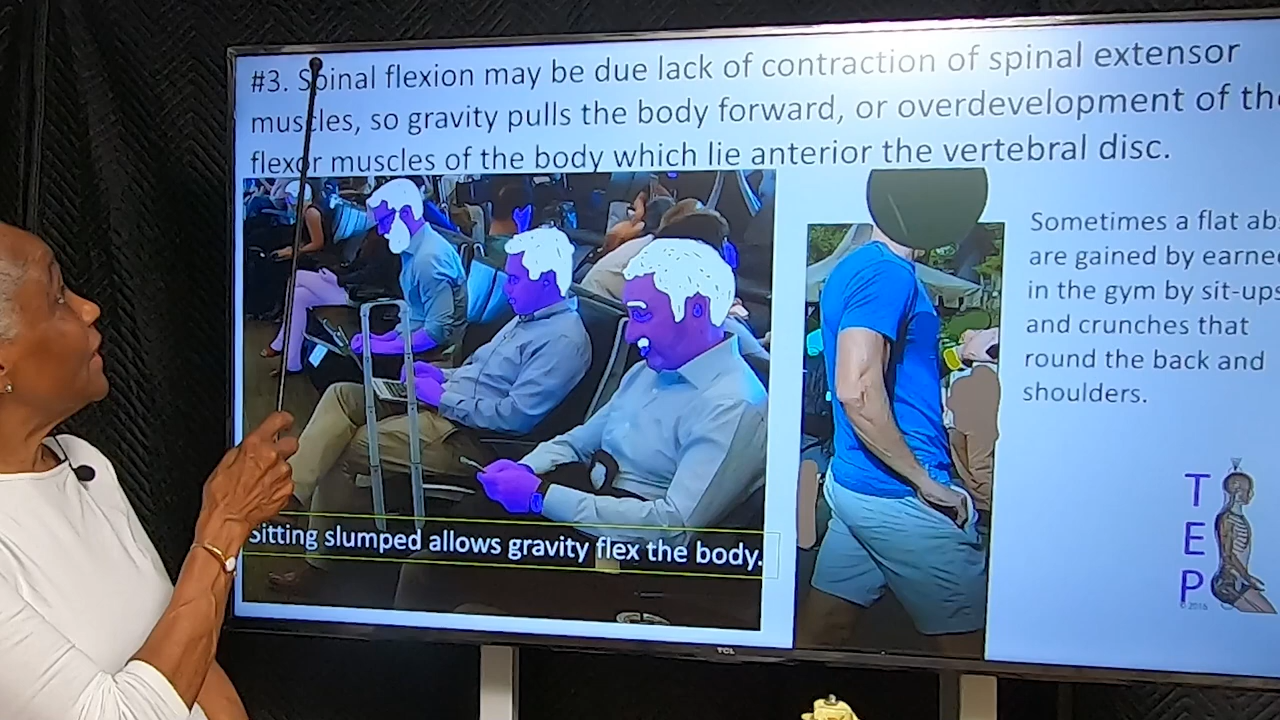 #3. Spinal flexion may be due lack of contraction of spinal extensor
muscles, so gravity pulls the body forward, or overdevelopment of
flexor muscles of the body which lie anterior the vertebral disc.
Sometimes a flat
are gained by
in the gym by sit-ups
and crunches that
round the back and
shoulders.
Sitting slumped allows gravity flex the body.
T
E
P
© 2016
TCL